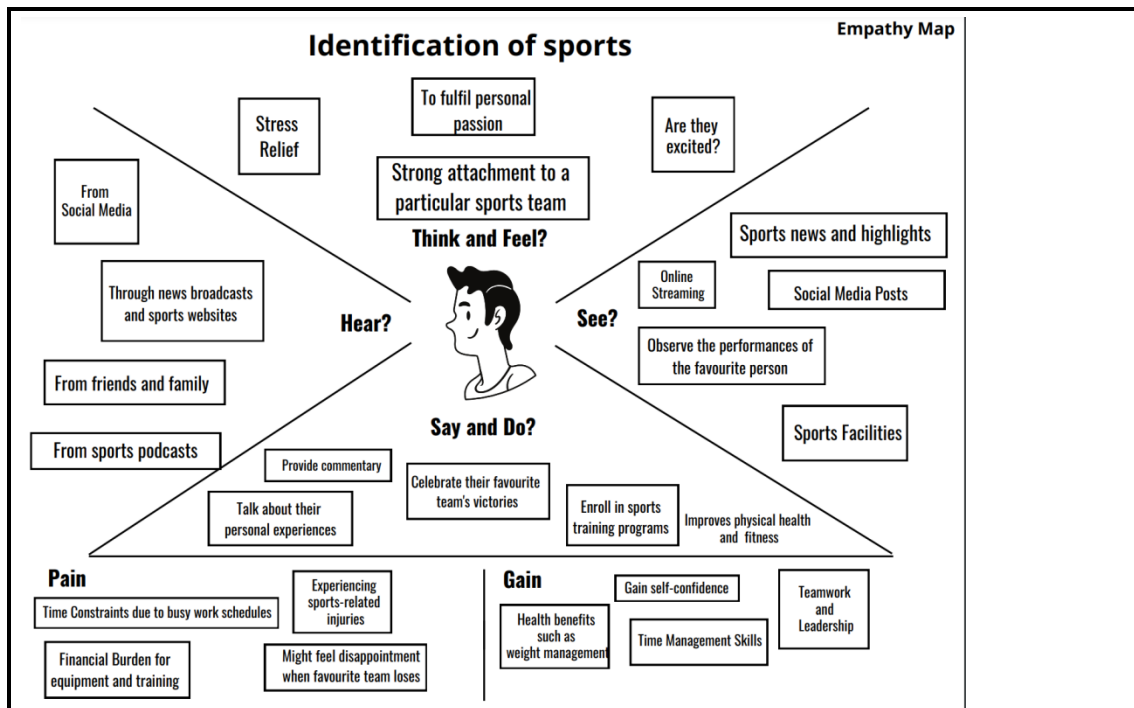 Empathy Map
Identification of sports
To fulfil personal
passion
Stress
Relief
Are they
excited?
Strong attachment to a
particular sports team
Think and Feel?
From
Social Media
Through news broadcasts
and sports websites
Hear?
From friends and family
From sports podcasts
See?
Sports news and highlights
Online
Streaming
Social Media Posts
Observe the performances of
the favourite person
Sports Facilities
Say and Do?
Provide commentary
Celebrate their favourite
team's victories
Talk about their
personal experiences
Enroll in sports
training programs
Improves physical health
and fitness
Pain
Experiencing
sports-related
injuries
Time Constraints due to busy work schedules
Financial Burden for
equipment and training
Might feel disappointment
when favourite team loses
Gain
Gain self-confidence
Teamwork
and
Leadership
Health benefits
such as
weight management
Time Management Skills